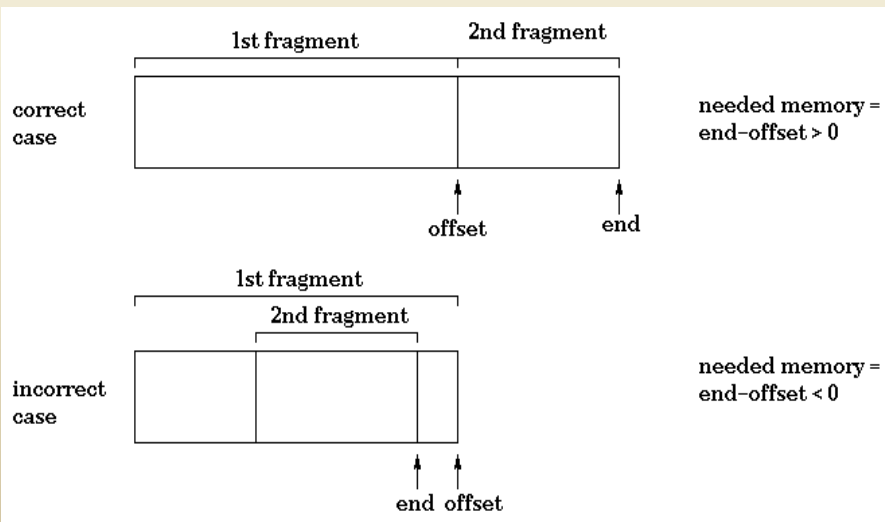 1st fragment
2nd fragment
correct
case
needed memory =
end-offset > 0
offset
end
1st fragment
2nd fragment
incorrect
case
needed memory =
end-offset < 0
end offset